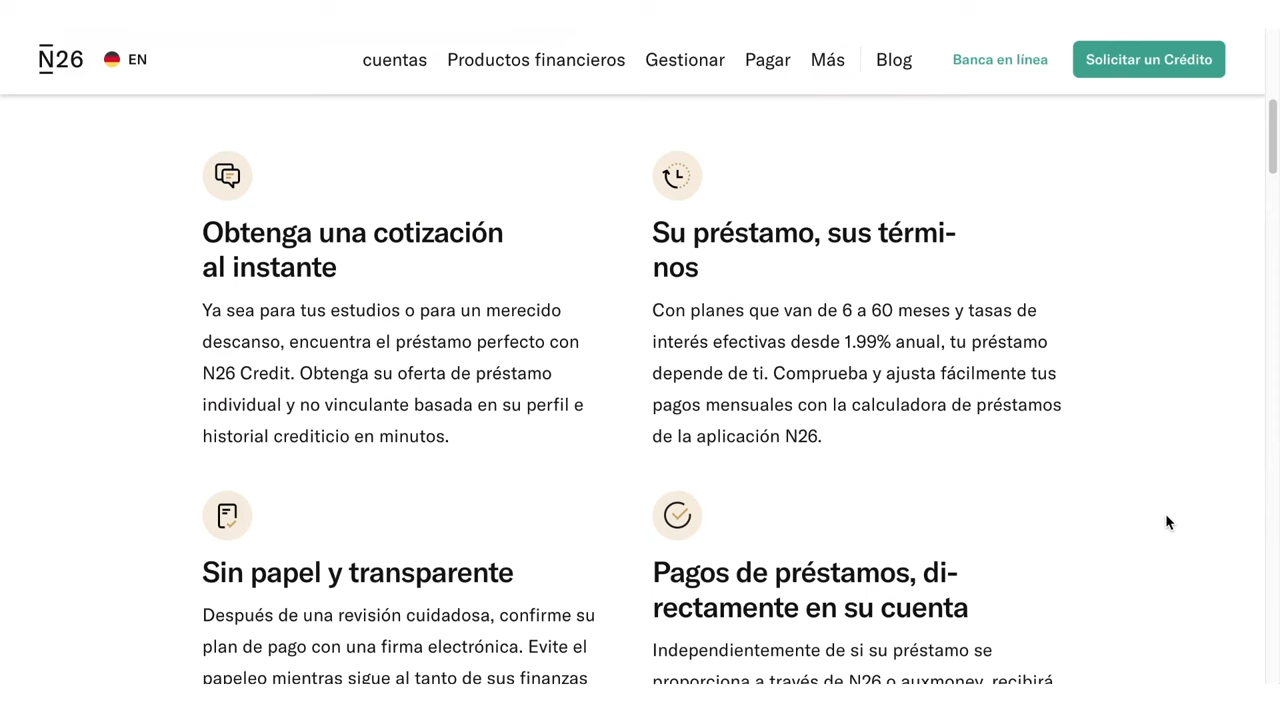 N26 EN cuentas Productos financieros Gestionar Pagar Más Blog Banca en línea Solicitar un Crédito
Obtenga una cotización
al instante
Ya sea para tus estudios o para un merecido
descanso, encuentra el préstamo perfecto con
N26 Credit. Obtenga su oferta de préstamo
individual y no vinculante basada en su perfil e
historial crediticio en minutos.
Su préstamo, sus térmi-
nos
Con planes que van de 6 a 60 meses y tasas de
interés efectivas desde 1.99% anual, tu préstamo
depende de ti. Comprueba y ajusta fácilmente tus
pagos mensuales con la calculadora de préstamos
de la aplicación N26.
Sin papel y transparente
Después de una revisión cuidadosa, confirme su
plan de pago con una firma electrónica. Evite el
papeleo mientras sigue al tanto de sus finanzas
Pagos de préstamos, di-
rectamente en su cuenta
Independientemente de si su préstamo se
proporciona a través de N26 o auxmoney, recibirá